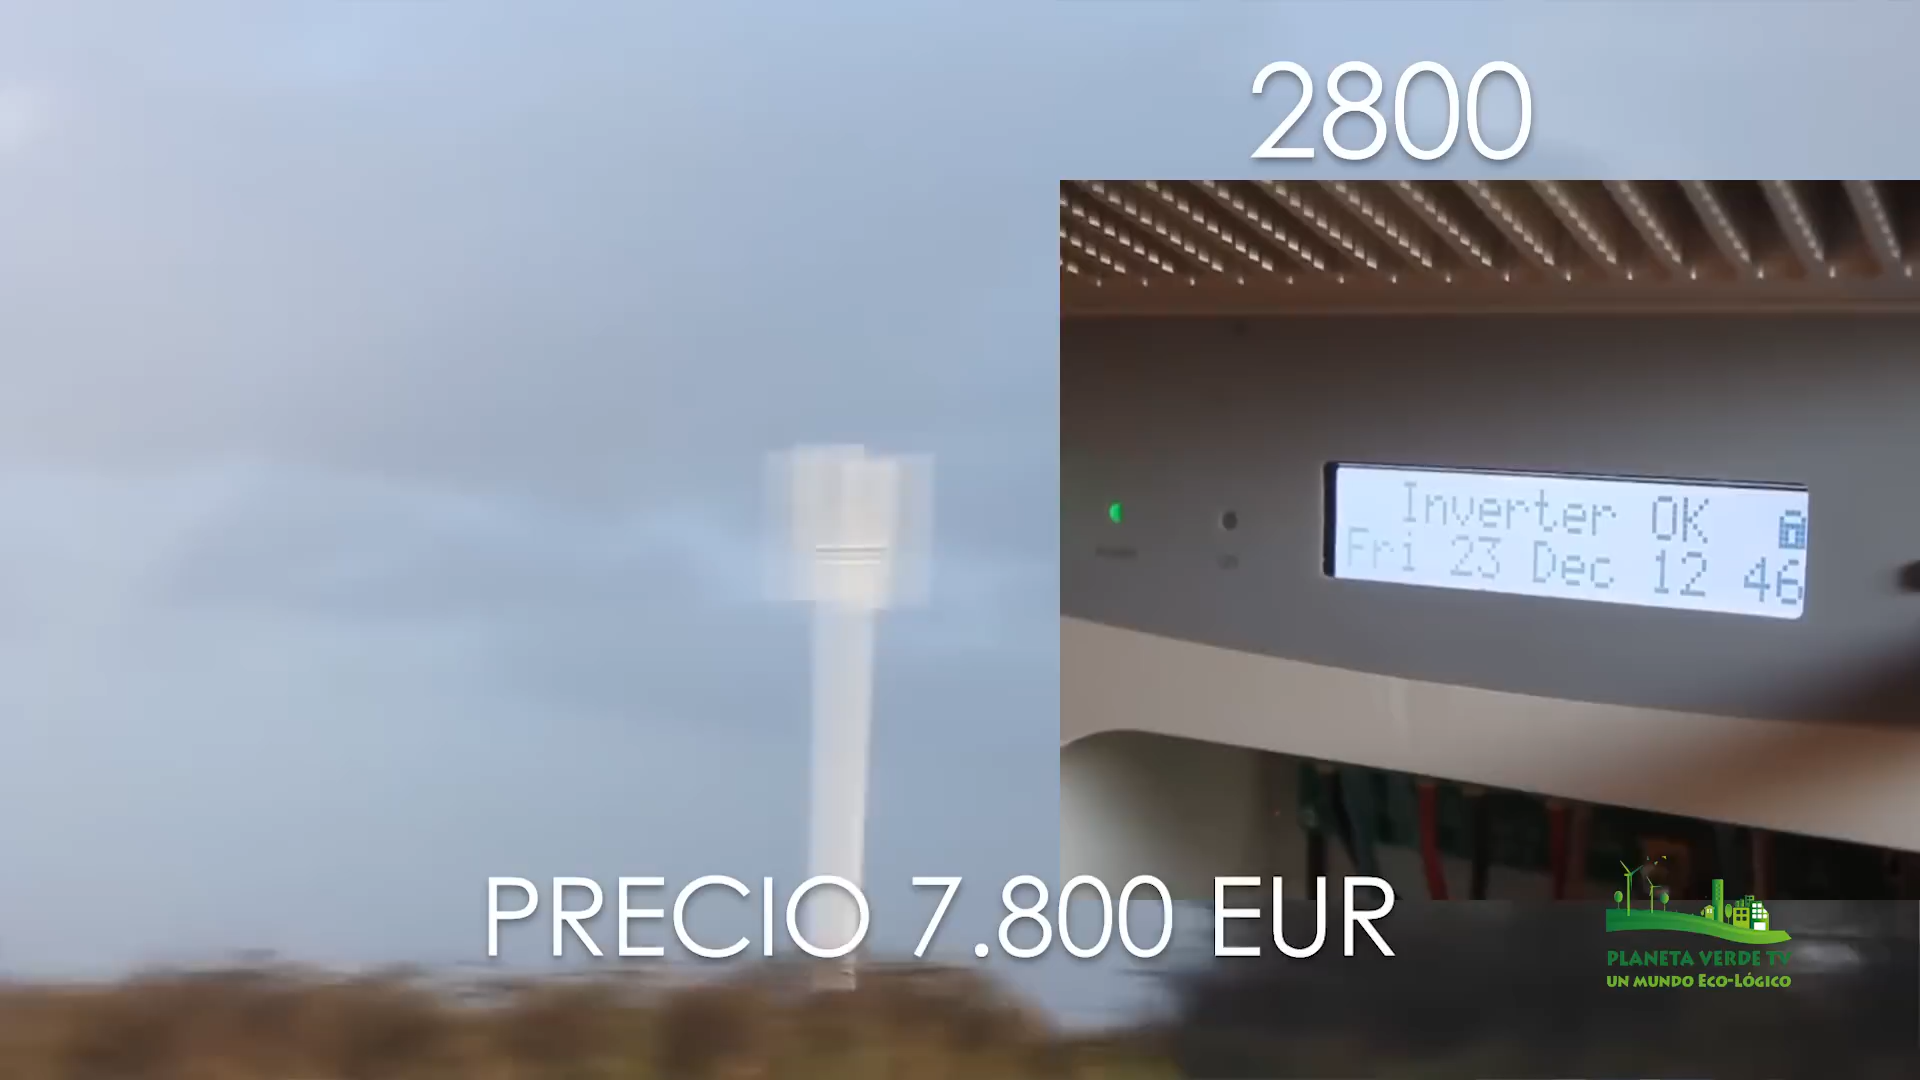 2800
Inverter OK
Fri 23 Dec 12 46
PRECIO 7.800 EUR
PLANETA VERDE TV
UN MUNDO ECO-LÓGICO